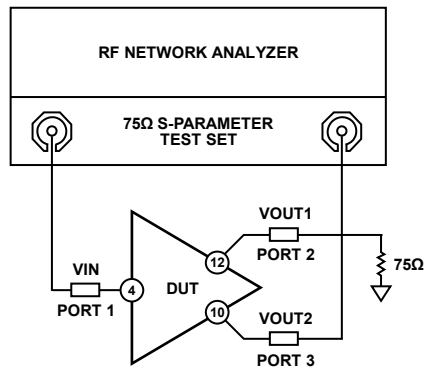 RF NETWORK ANALYZER
75Ω S-PARAMETER
TEST SET
VOUT1
12
PORT 2
75Ω
VIN
4
DUT
PORT 1
10
VOUT2
PORT 3